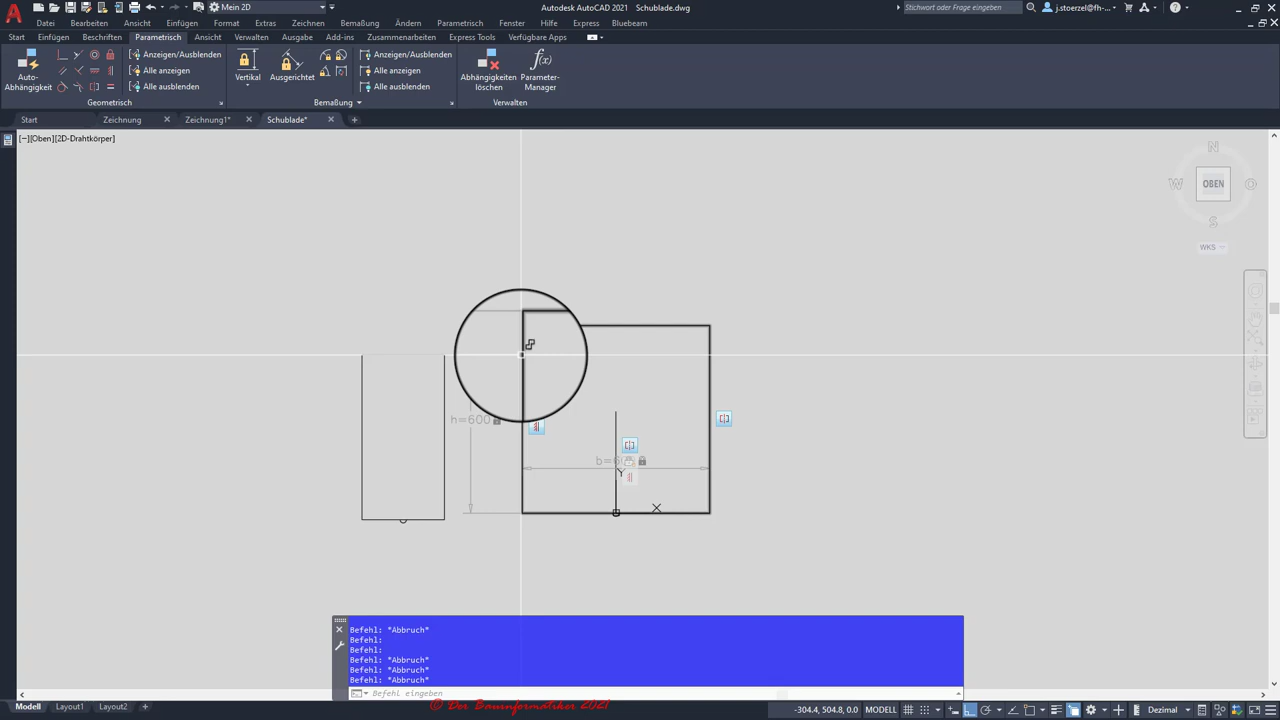 Mein 2D
Autodesk AutoCAD 2021 Schublade.dwg
Stichwort oder Frage eingeben
j.stoerzel@fh-...
Datei
Bearbeiten
Ansicht
Einfügen
Format
Extras
Zeichnen
Bemaßung
Ändern
Parametrisch
Fenster
Hilfe
Express
Bluebeam
Start
Einfügen
Beschriften
Parametrisch
Ansicht
Verwalten
Ausgabe
Add-ins
Zusammenarbeiten
Express Tools
Verfügbare Apps
Auto-
Abhängigkeit
Anzeigen/Ausblenden
Alle anzeigen
Alle ausblenden
Vertikal
Ausgerichtet
Anzeigen/Ausblenden
Alle anzeigen
Alle ausblenden
Abhängigkeiten
löschen
f(x)
Parameter-
Manager
Geometrisch
Bemaßung
Verwalten
Start
Zeichnung
Zeichnung1*
Schublade*
[−][Oben][2D-Drahtkörper]
N
W
OBEN
O
S
WKS
h=600
Y
Befehl: *Abbruch*
Befehl:
Befehl:
Befehl: *Abbruch*
Befehl: *Abbruch*
Befehl: *Abbruch*
Befehl eingeben
Modell
Layout1
Layout2
© Der Bauinformatiker 2021
-304.4, 504.8, 0.0
MODELL
Dezimal